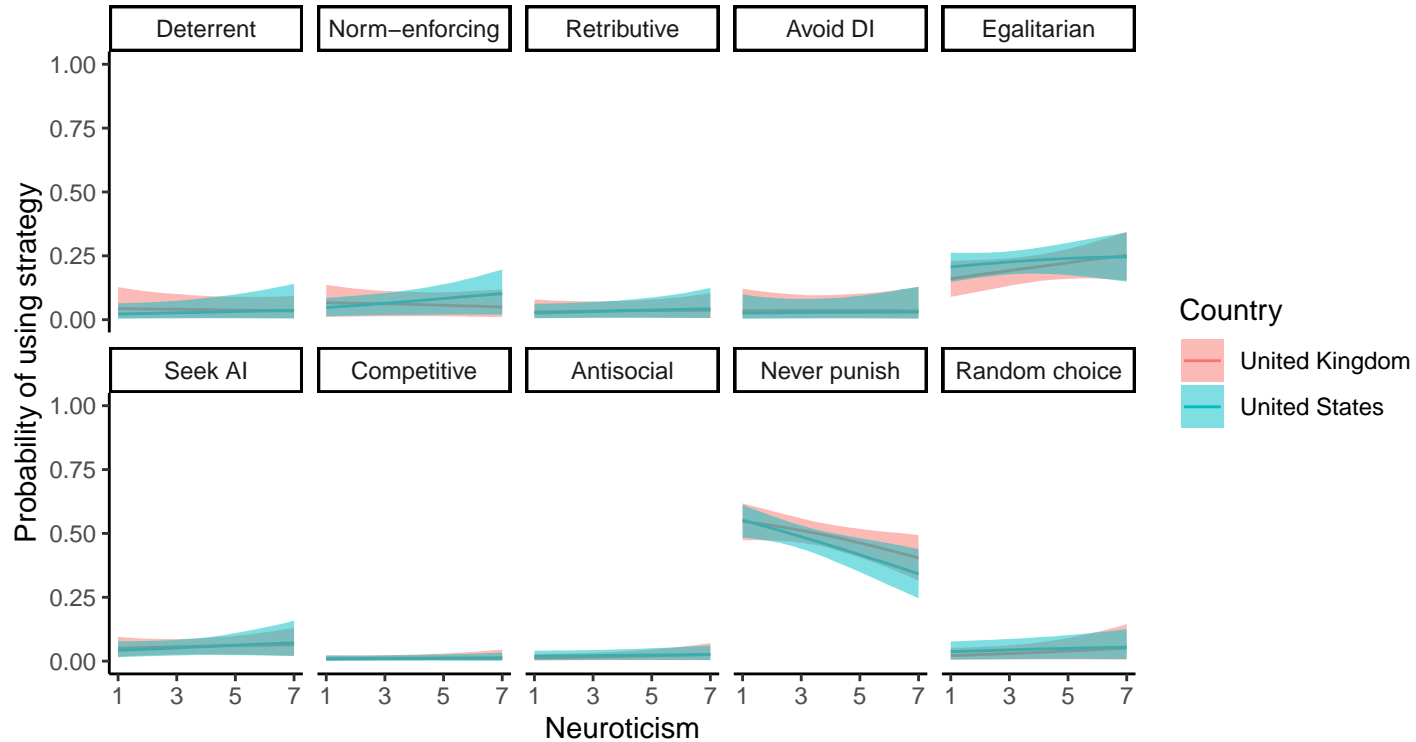 Deterrent Norm−enforcing Retributive Avoid DI Egalitarian
1.00
0.75
0.50
0.25
0.00
Seek AI Competitive Antisocial Never punish Random choice
1.00
0.75
0.50
0.25
0.00
1 3 5 7 1 3 5 7 1 3 5 7 1 3 5 7 1 3 5 7
Neuroticism
Probability of using strategy
Country
United Kingdom
United States